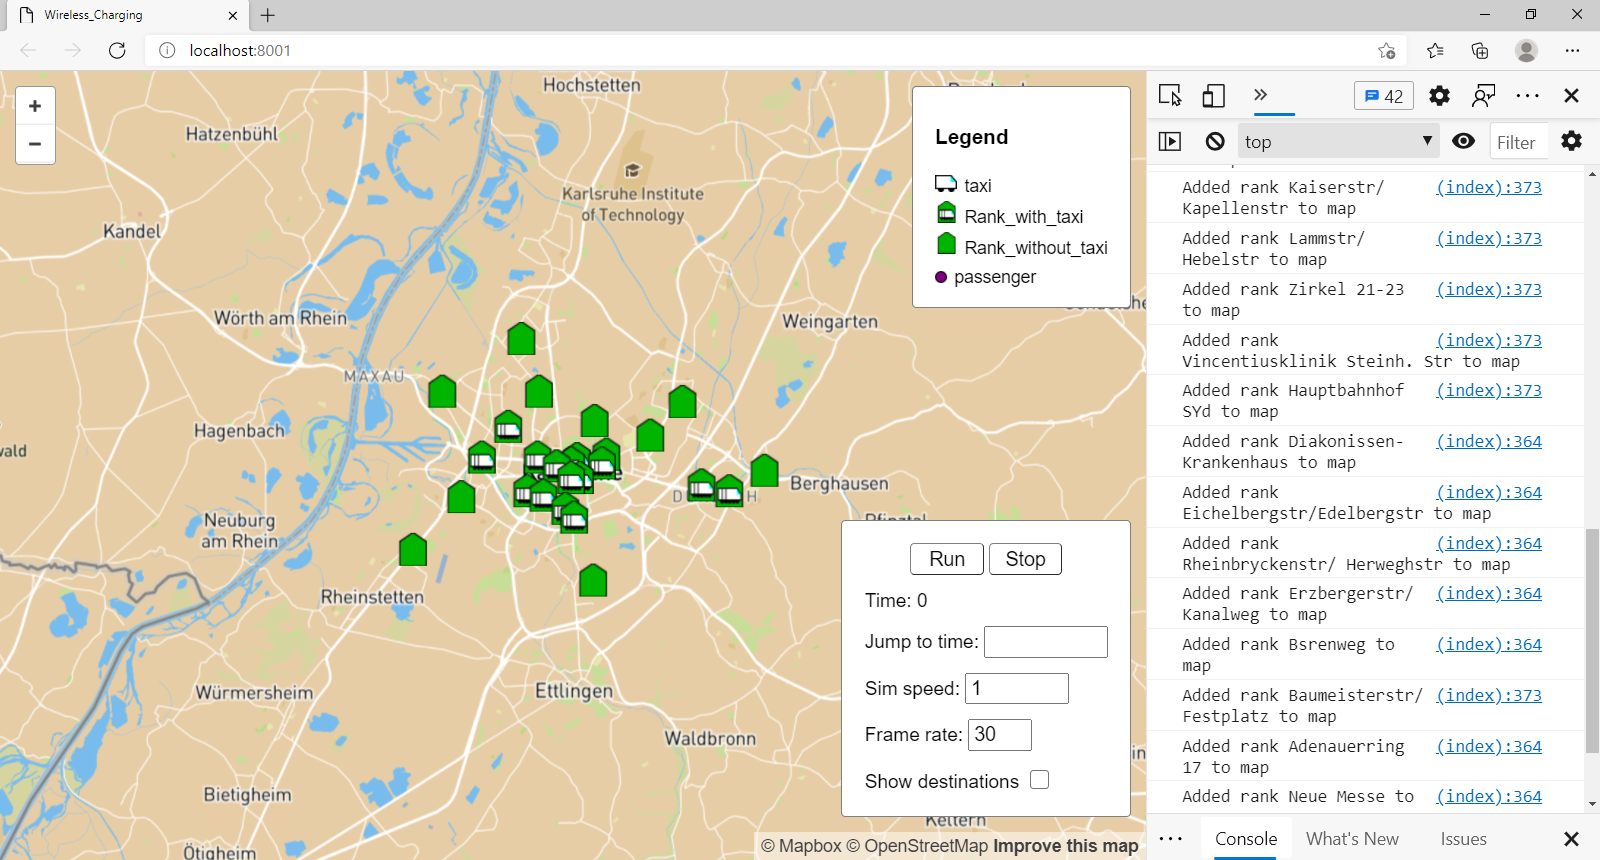 Wireless_Charging
localhost:8001
Hochstetten
Hatzenbühl
Karlsruhe Institute
of Technology
Kandel
Wörth am Rhein
Weingarten
MAXAU
Hagenbach
Berghausen
Neuburg
am Rhein
Rheinstetten
Ettlingen
Würmersheim
Waldbronn
Bietigheim
Ötigheim
Legend
taxi
Rank_with_taxi
Rank_without_taxi
passenger
Run
Stop
Time: 0
Jump to time:
Sim speed: 1
Frame rate: 30
Show destinations
© Mapbox © OpenStreetMap Improve this map
42
top
Filter
Added rank Kaiserstr/ (index):373
Kapellenstr to map
Added rank Lammstr/ (index):373
Hebelstr to map
Added rank Zirkel 21-23 (index):373
to map
Added rank (index):373
Vincentiusklinik Steinh. Str to map
Added rank Hauptbahnhof (index):373
SYd to map
Added rank Diakonissen- (index):364
Krankenhaus to map
Added rank (index):364
Eichelbergstr/Edelbergstr to map
Added rank (index):364
Rheinbryckenstr/ Herweghstr to map
Added rank Erzbergerstr/ (index):364
Kanalweg to map
Added rank Bsrenweg to (index):364
map
Added rank Baumeisterstr/ (index):373
Festplatz to map
Added rank Adenauerring (index):364
17 to map
Added rank Neue Messe to (index):364
Console
What's New
Issues